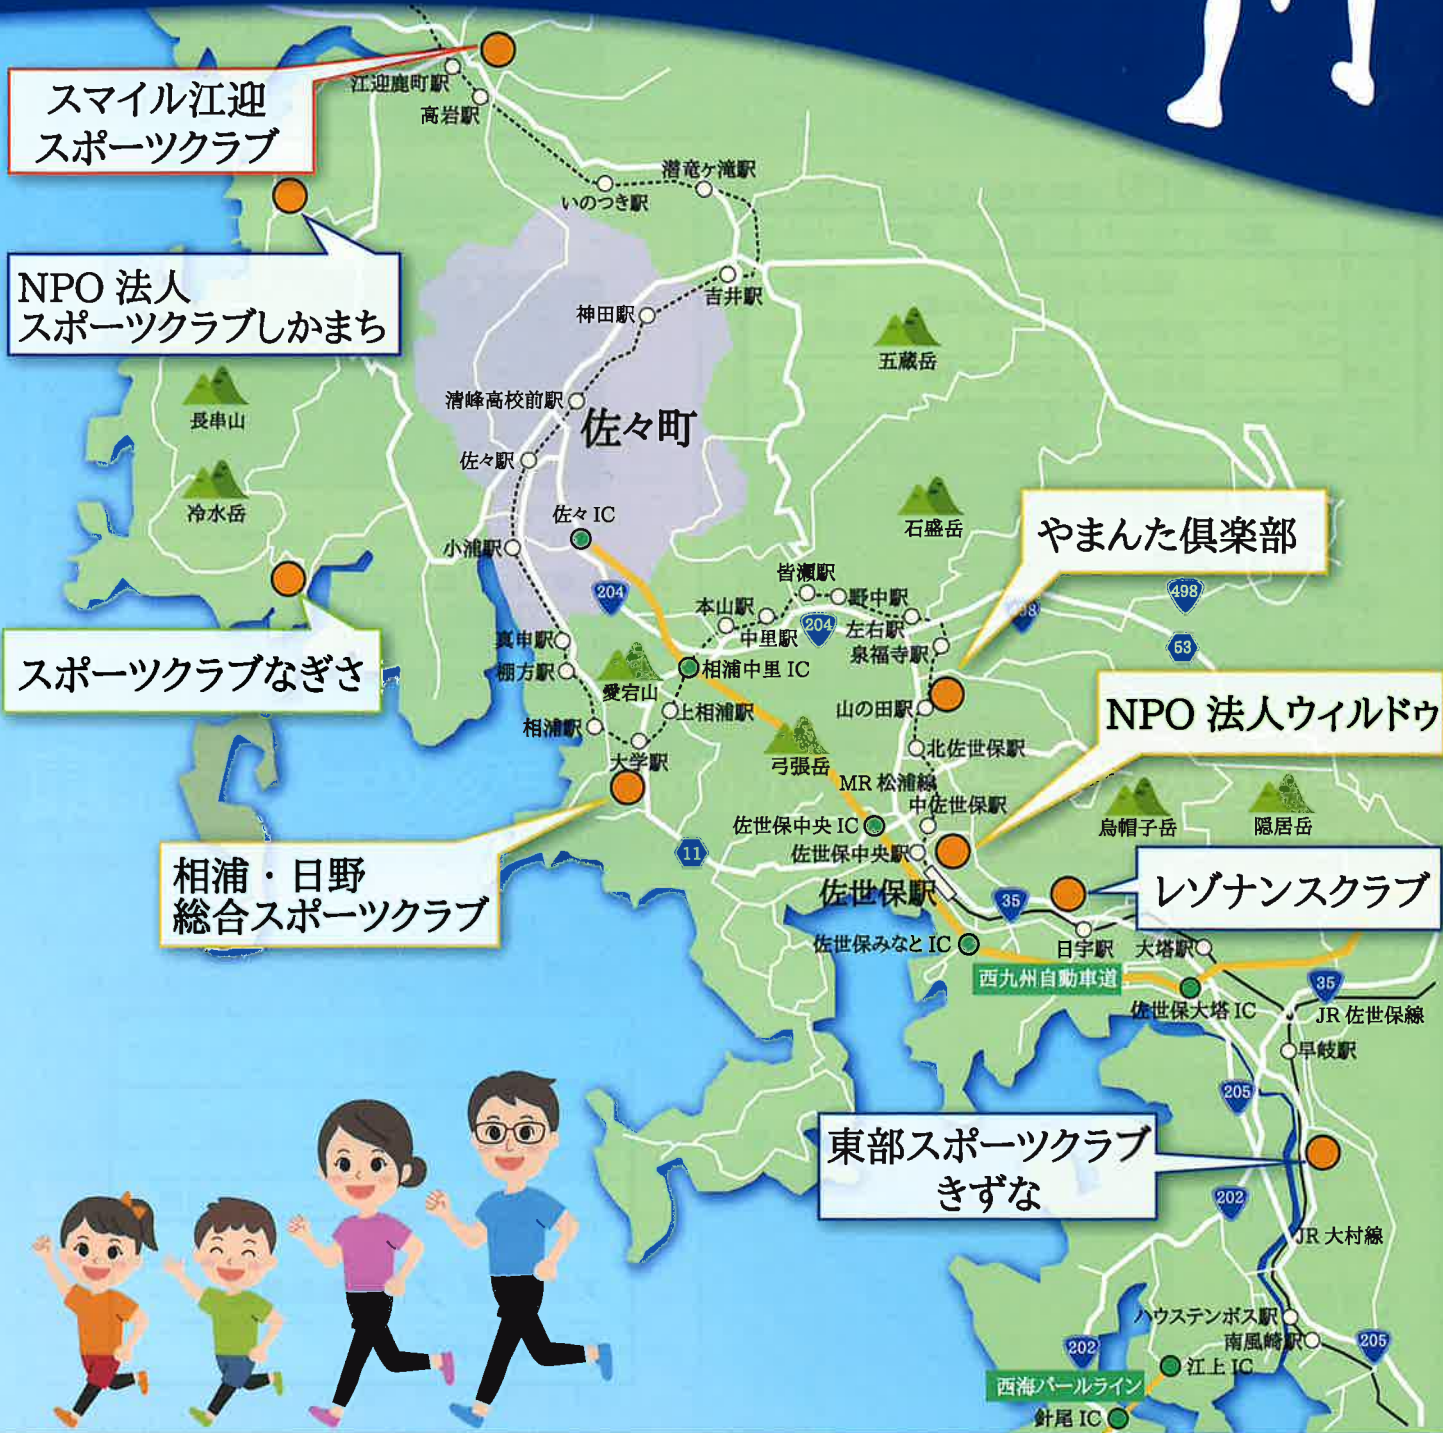 スマイル江迎
スポーツクラブ
江迎鹿町駅
高岩駅
いのつき駅
潜竜ヶ滝駅
NPO 法人
スポーツクラブしかまち
吉井駅
神田駅
五蔵岳
長串山
清峰高校前駅
佐々町
佐々駅
冷水岳
石盛岳
佐々 IC
やまんた倶楽部
小浦駅
皆瀬駅
野中駅
204
498
498
本山駅
中里駅
204
左右駅
泉福寺駅
53
真申駅
棚方駅
スポーツクラブなぎさ
愛宕山
相浦中里 IC
上相浦駅
山の田駅
NPO 法人ウィルドゥ
相浦駅
大学駅
弓張岳
北佐世保駅
MR 松浦線
中佐世保駅
佐世保中央 IC
烏帽子岳
隠居岳
11
佐世保中央駅
相浦・日野
総合スポーツクラブ
佐世保駅
35
レゾナンスクラブ
佐世保みなと IC
日宇駅
大塔駅
西九州自動車道
35
佐世保大塔 IC
JR 佐世保線
早岐駅
205
東部スポーツクラブ
きずな
202
JR 大村線
ハウステンボス駅
南風崎駅
202
205
江上 IC
西海パールライン
針尾 IC